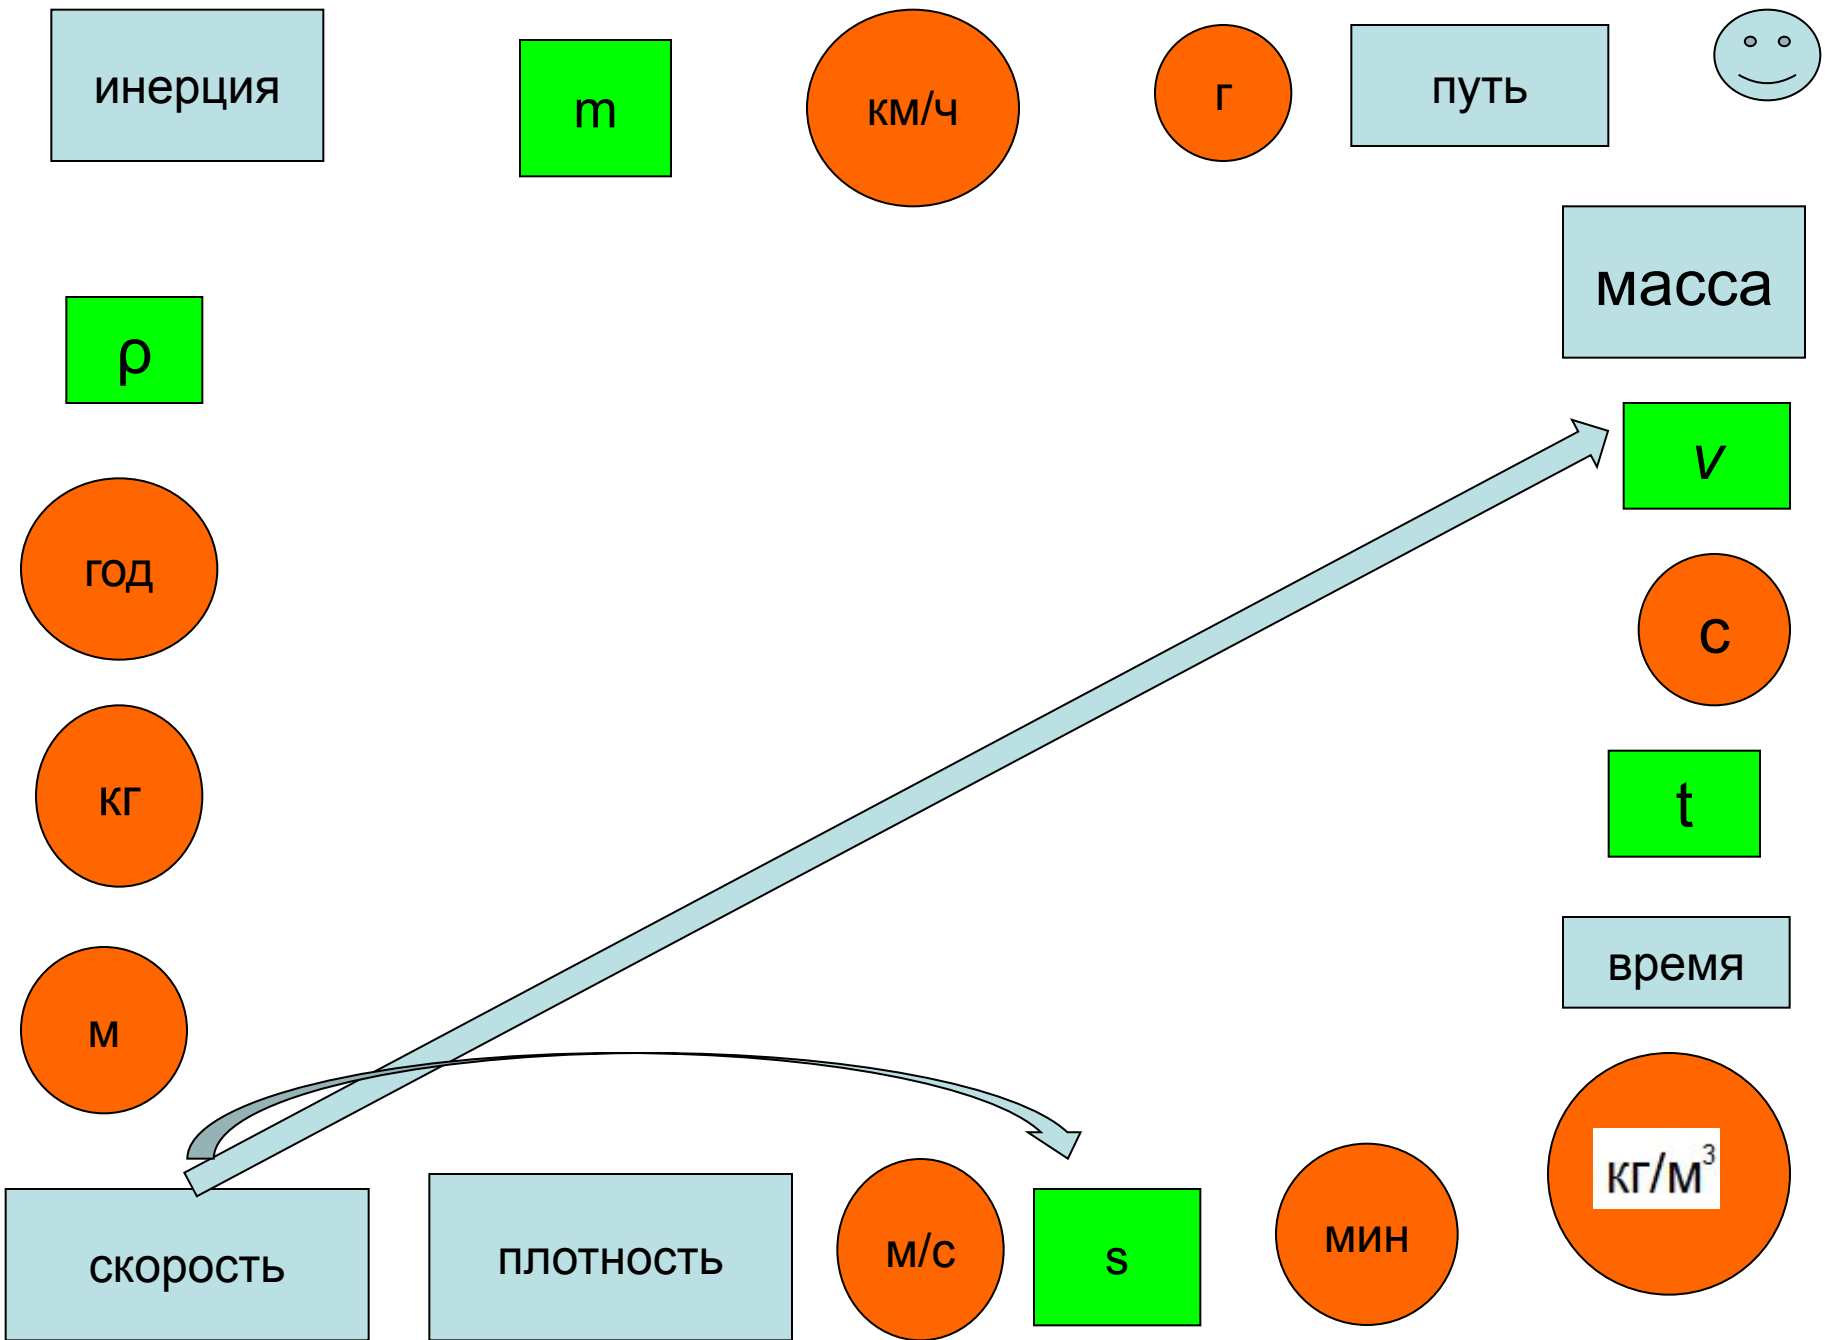 инерция
m
км/ч
г
путь
масса
ρ
v
год
с
кг
t
время
м
кг/м³
скорость
плотность
м/с
s
мин